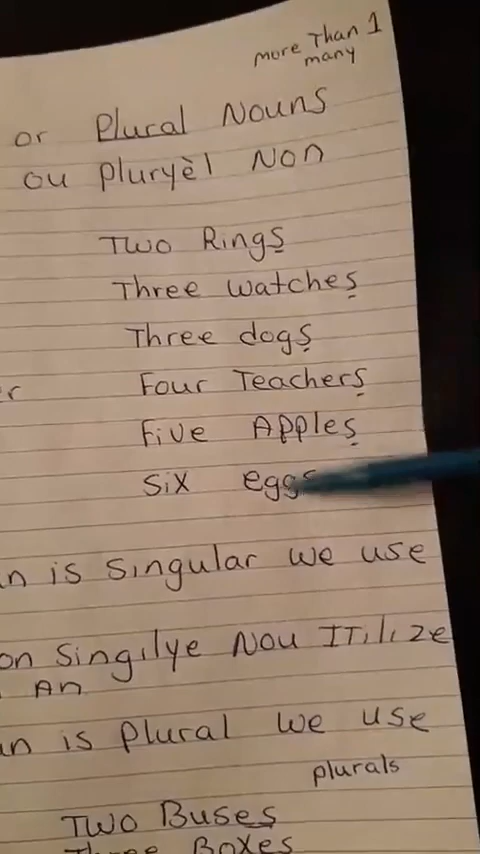 more Than 1
many
or Plural Nouns
ou Pluryèl Non
Two Rings
Three watches
Three dogs
Four Teachers
Five Apples
Six eggs
is singular we use
Singilye Nou ITilize
An
is plural we use
plurals
Two Buses
Three Boxes